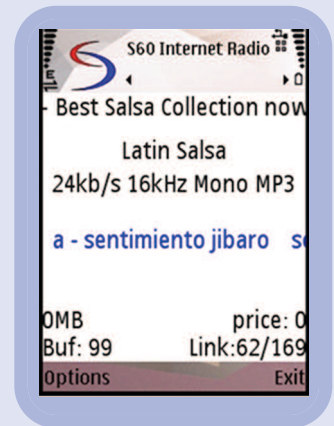 S60 Internet Radio
E
- Best Salsa Collection now
Latin Salsa
24kb/s 16kHz Mono MP3
a - sentimiento jibaro s
0MB price: 0
Buf: 99 Link:62/169
Options Exit